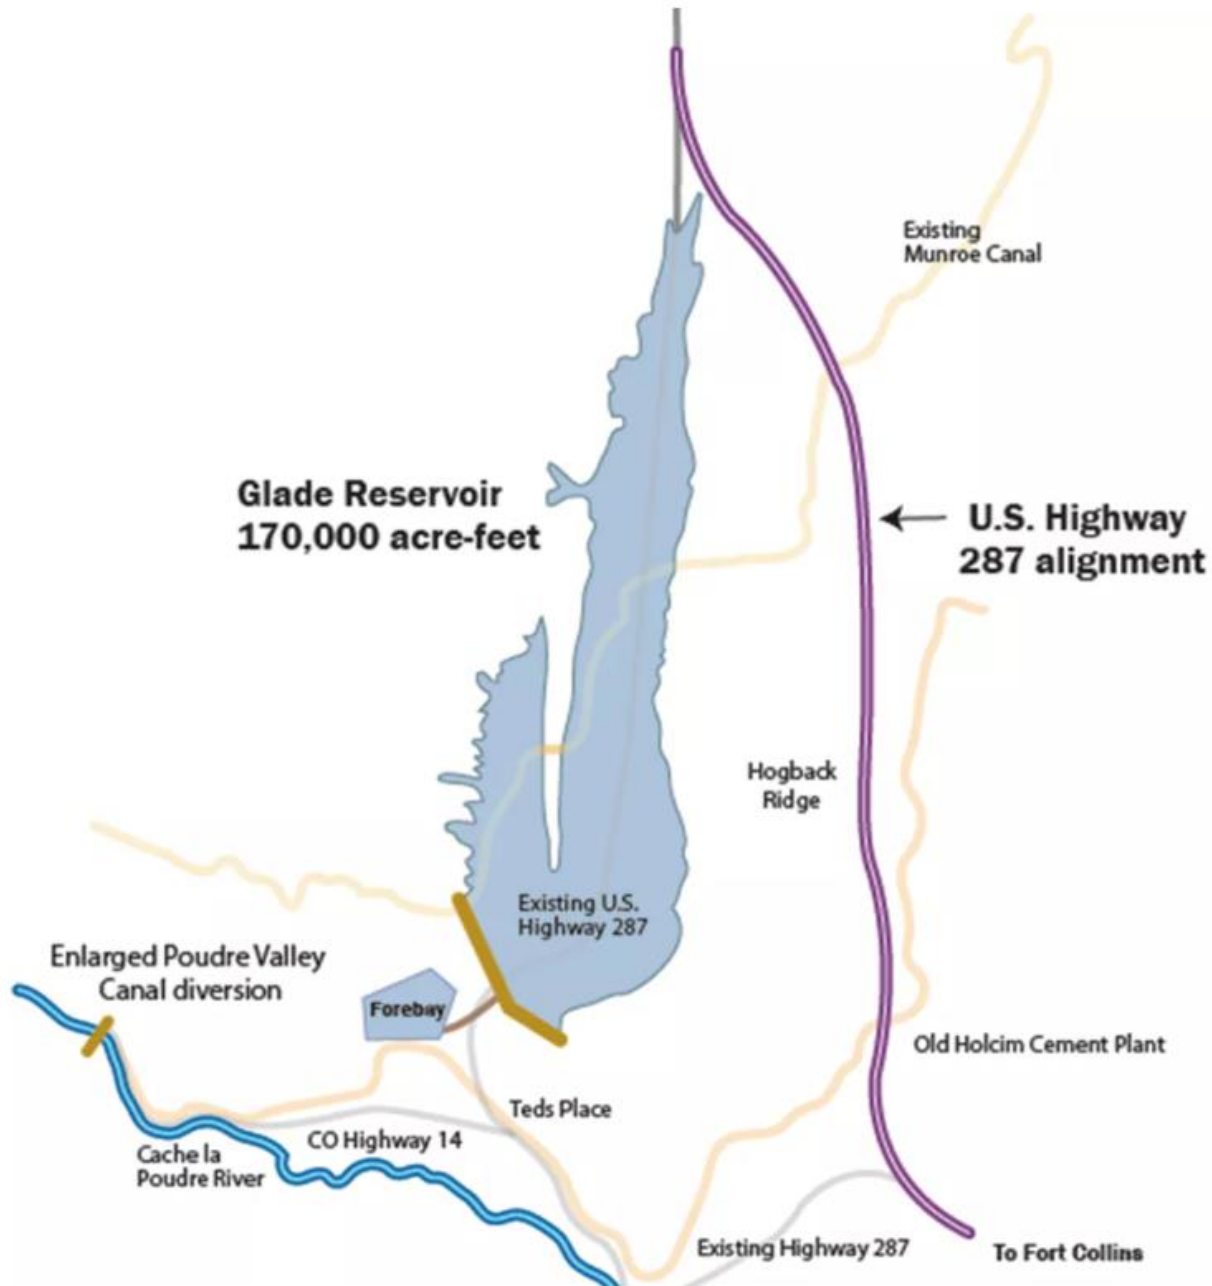 Existing
Munroe Canal
Glade Reservoir
170,000 acre-feet
U.S. Highway
287 alignment
Hogback
Ridge
Existing U.S.
Highway 287
Enlarged Poudre Valley
Canal diversion
Forebay
Old Holcim Cement Plant
Teds Place
CO Highway 14
Cache la
Poudre River
Existing Highway 287
To Fort Collins